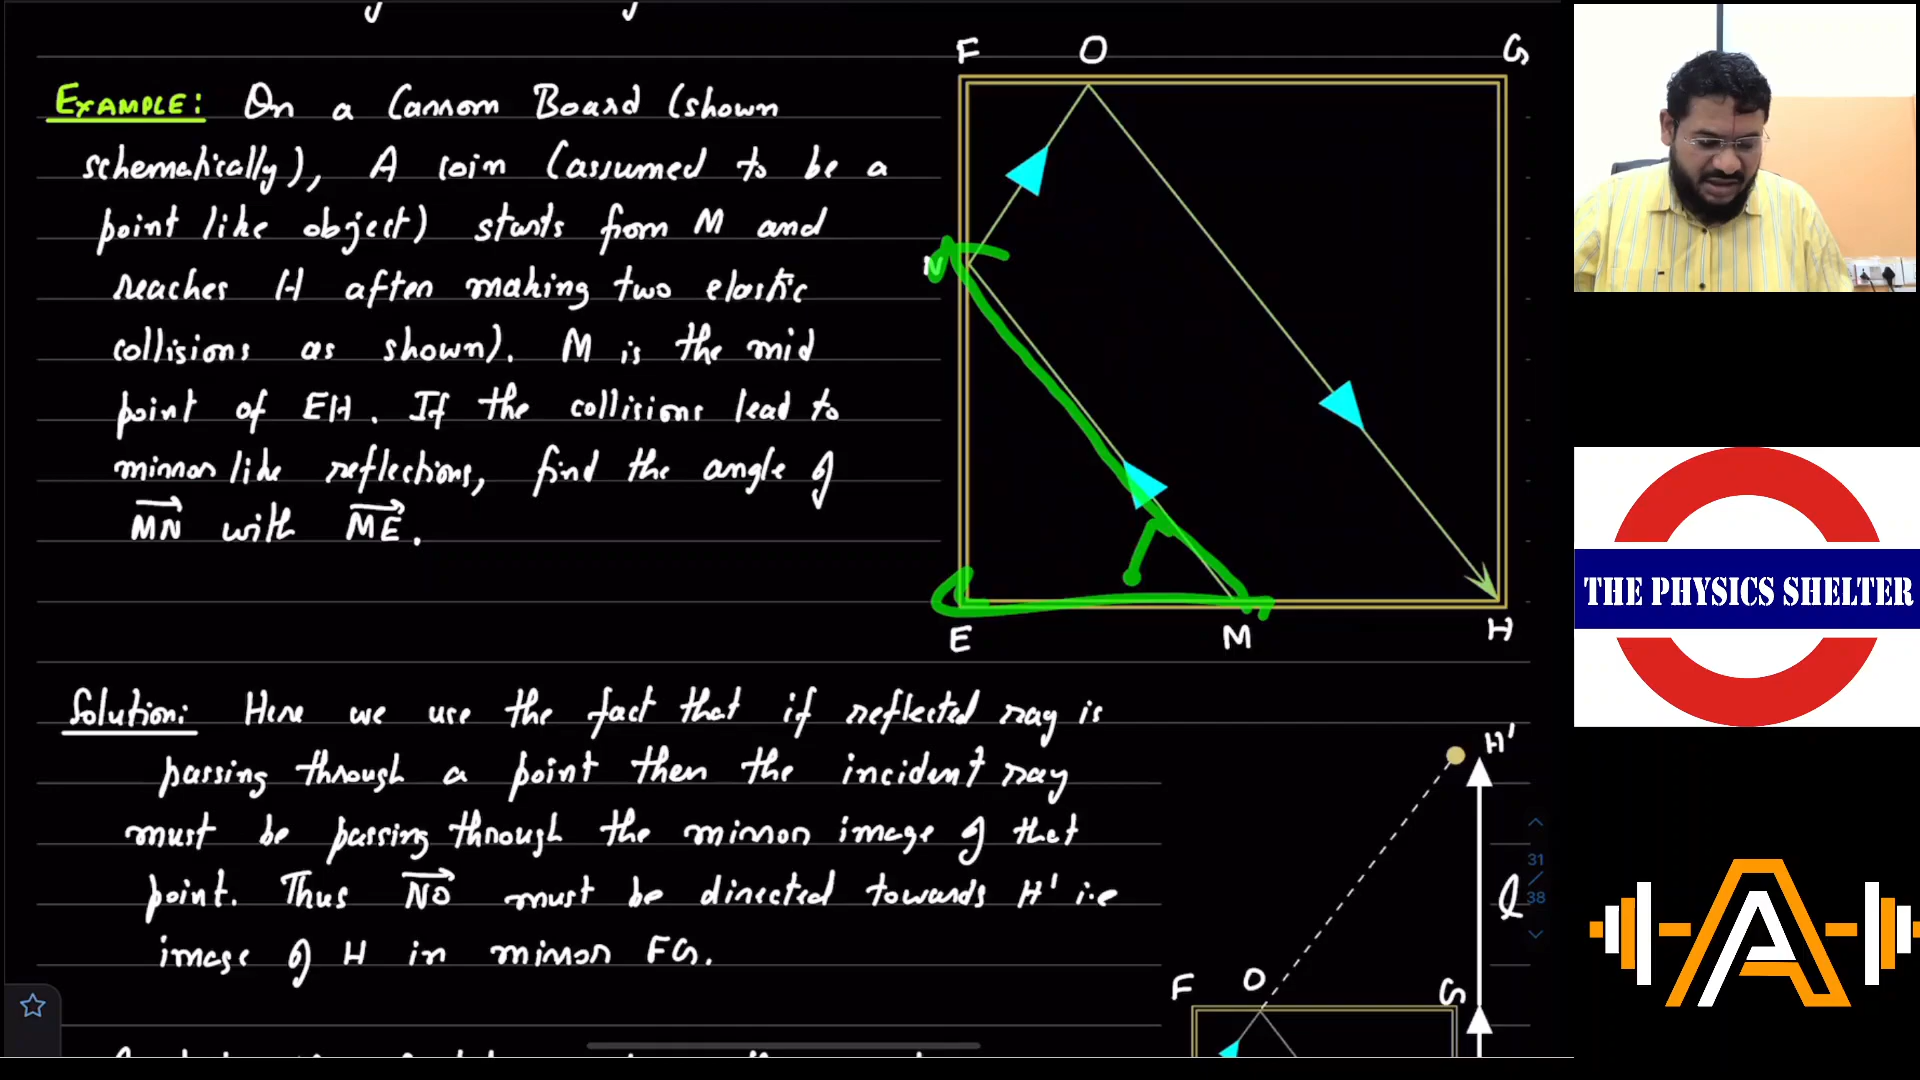 EXAMPLE: On a Carrom Board (shown
schematically), A coin (assumed to be a
point like object) starts from M and
reaches H after making two elastic
collisions as shown). M is the mid
point of EH. If the collisions lead to
mirror like reflections, find the angle of
MN with ME.
F O G
N
E M H
Solution: Here we use the fact that if reflected ray is
passing through a point then the incident ray
must be passing through the mirror image of that
point. Thus NO must be directed towards H' i.e
image of H in mirror FG.
H'
l
F O G
31
/
38
THE PHYSICS SHELTER
A